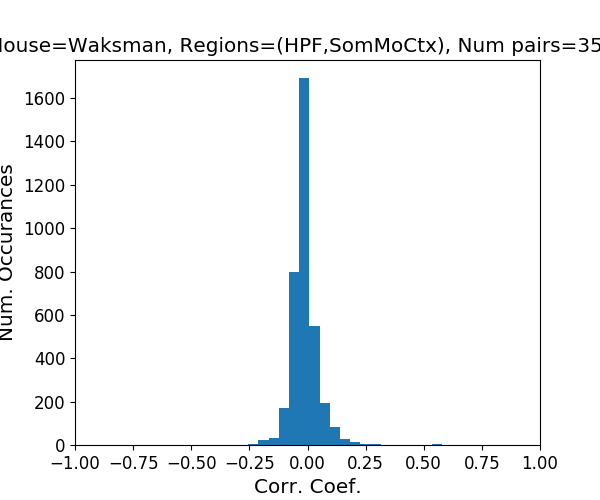 ouse=Waksman, Regions=(HPF,SomMoCtx), Num pairs=35
Num. Occurances
1600
1400
1200
1000
800
600
400
200
0
−1.00 −0.75 −0.50 −0.25 0.00 0.25 0.50 0.75 1.00
Corr. Coef.